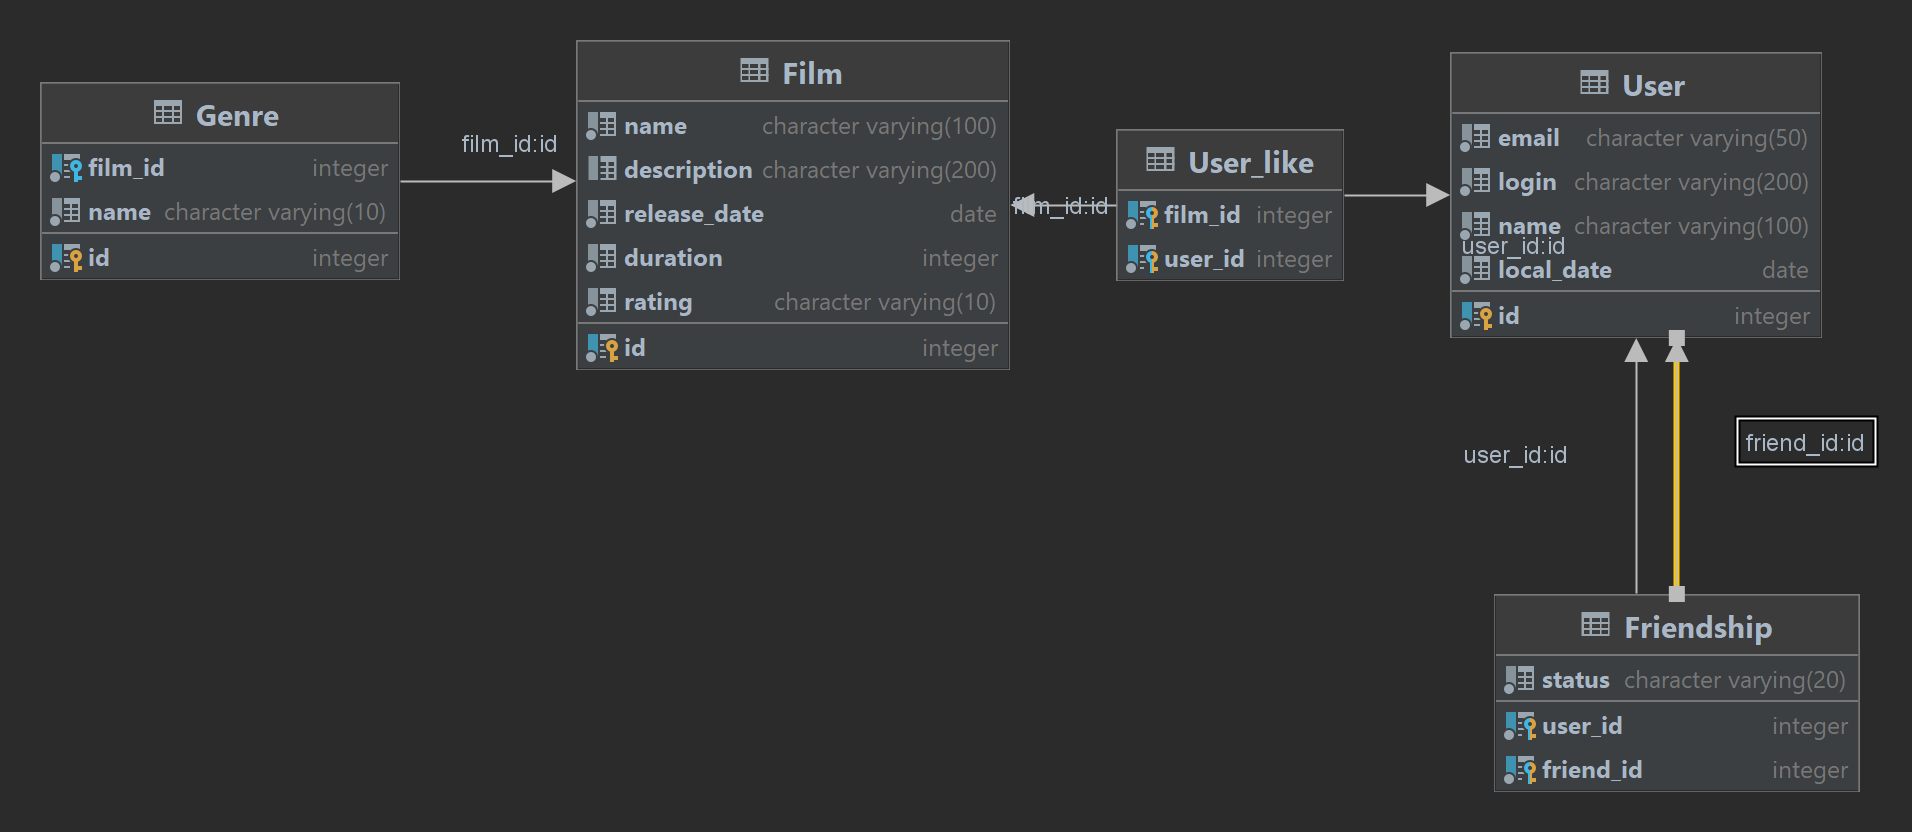 Genre
film_id integer
name character varying(10)
id integer
film_id:id
Film
name character varying(100)
description character varying(200)
release_date date
duration integer
rating character varying(10)
id integer
film_id:id
User_like
film_id integer
user_id integer
User
email character varying(50)
login character varying(200)
name character varying(100)
user_id:id
local_date date
id integer
user_id:id
friend_id:id
Friendship
status character varying(20)
user_id integer
friend_id integer